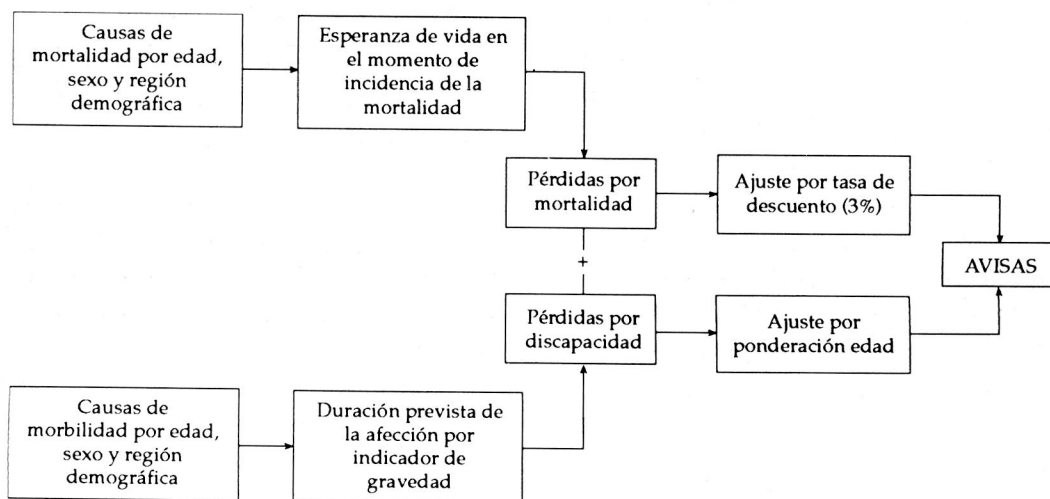 Causas de
mortalidad por edad,
sexo y región
demográfica
Esperanza de vida en
el momento de
incidencia de la
mortalidad
Pérdidas por
mortalidad
Ajuste por tasa de
descuento (3%)
+
AVISAS
Pérdidas por
discapacidad
Ajuste por
ponderación edad
Causas de
morbilidad por edad,
sexo y región
demográfica
Duración prevista de
la afección por
indicador de
gravedad